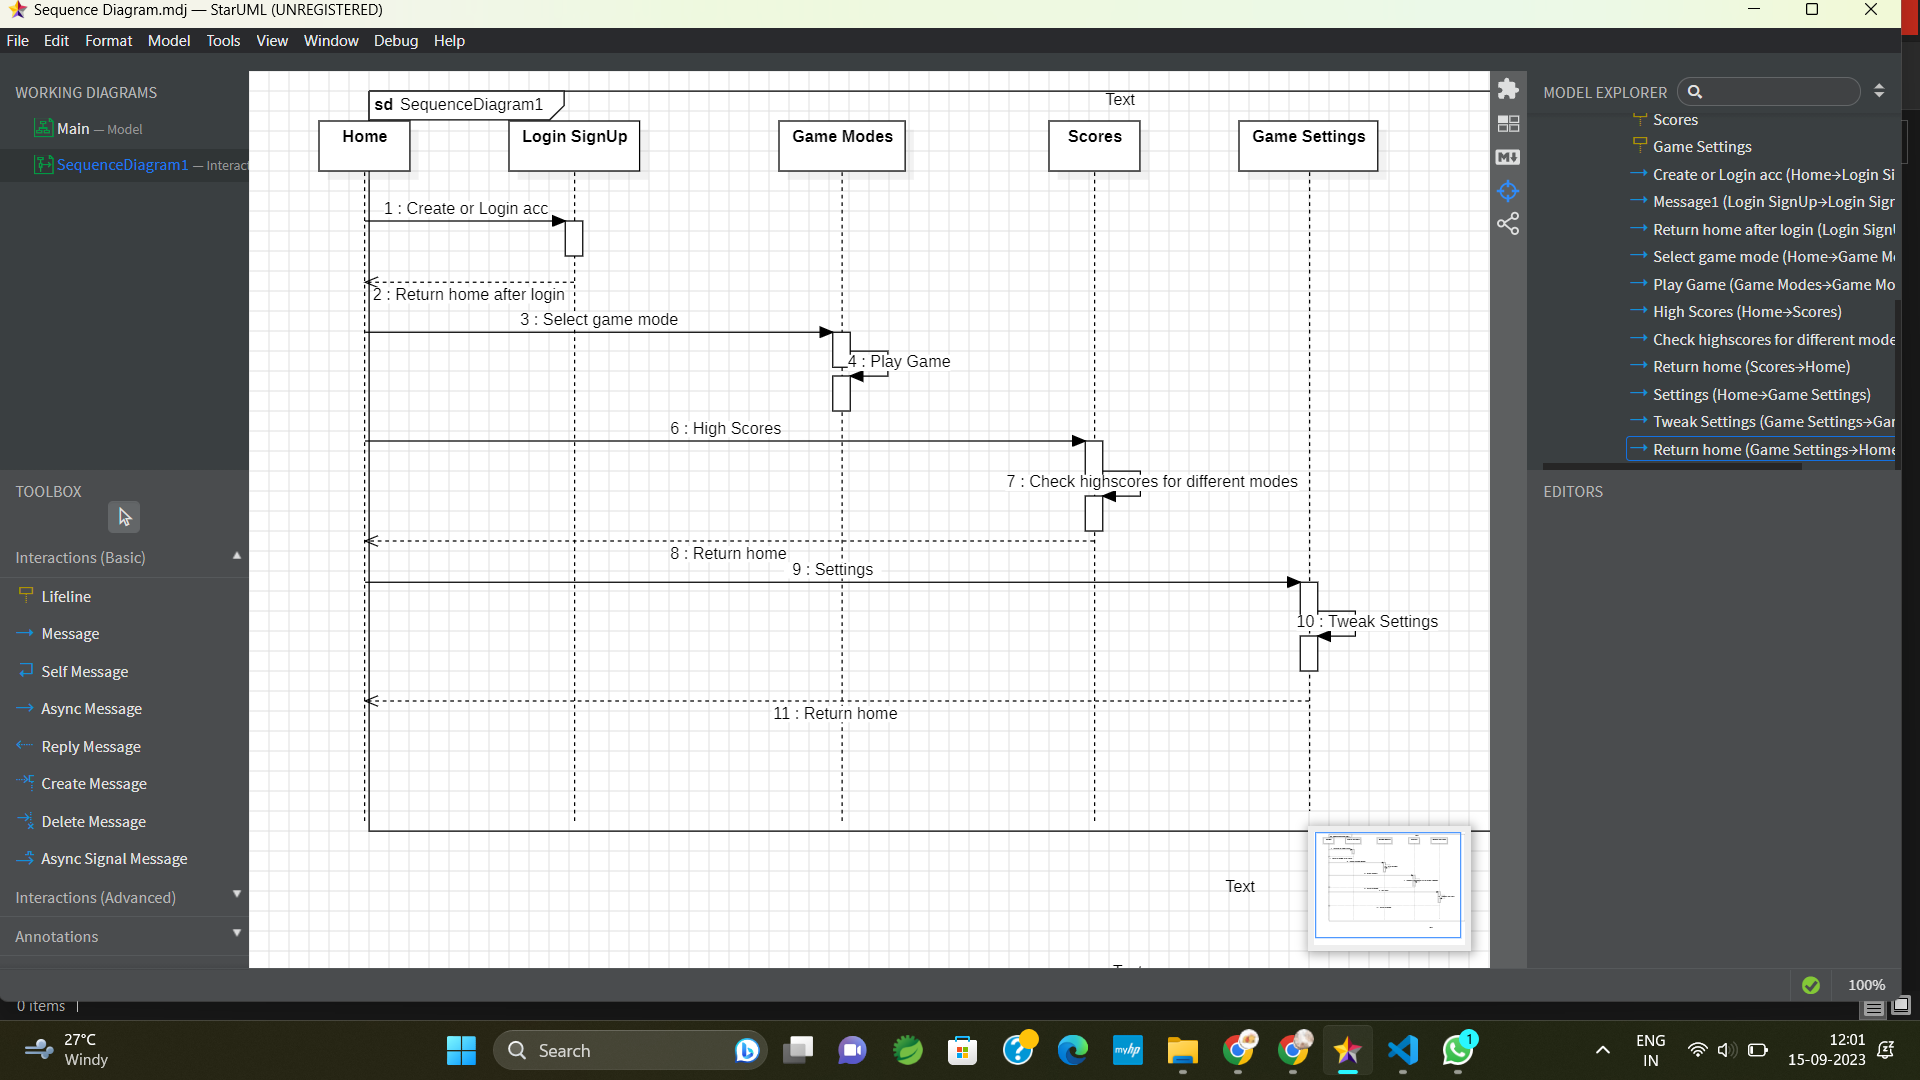 Sequence Diagram.mdj — StarUML (UNREGISTERED)
File Edit Format Model Tools View Window Debug Help
WORKING DIAGRAMS
Main — Model
SequenceDiagram1 — Interact
TOOLBOX
Interactions (Basic)
Lifeline
Message
Self Message
Async Message
Reply Message
Create Message
Delete Message
Async Signal Message
Interactions (Advanced)
Annotations
sd SequenceDiagram1
Text
Home
Login SignUp
Game Modes
Scores
Game Settings
1 : Create or Login acc
2 : Return home after login
3 : Select game mode
4 : Play Game
6 : High Scores
7 : Check highscores for different modes
8 : Return home
9 : Settings
10 : Tweak Settings
11 : Return home
Text
M
MODEL EXPLORER
Scores
Game Settings
Create or Login acc (Home→Login Si
Message1 (Login SignUp→Login Sign
Return home after login (Login Sign
Select game mode (Home→Game M
Play Game (Game Modes→Game Mo
High Scores (Home→Scores)
Check highscores for different mode
Return home (Scores→Home)
Settings (Home→Game Settings)
Tweak Settings (Game Settings→Gar
Return home (Game Settings→Home
EDITORS
100%
0 items
27°C
Windy
Search
myhp
1
ENG
IN
12:01
15-09-2023